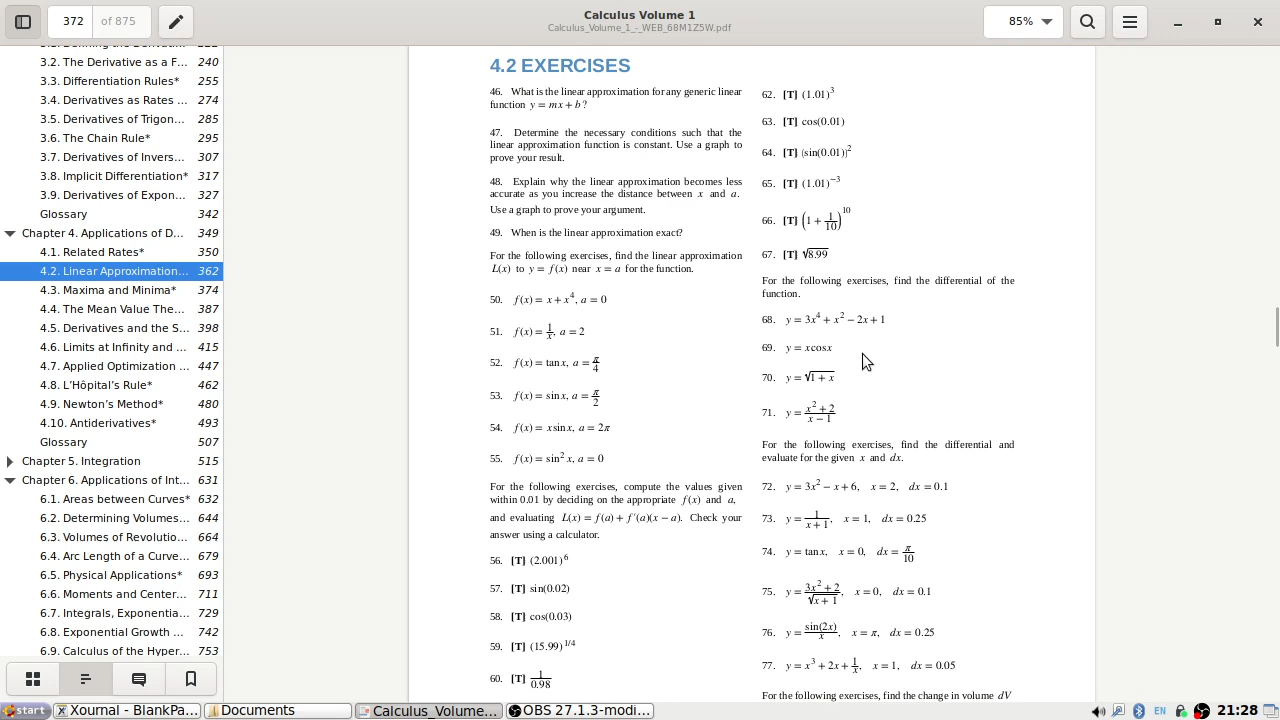 372 of 875
Calculus Volume 1
Calculus_Volume_1_-_WEB_68M1Z5W.pdf
85%
3.2. The Derivative as a F... 240
3.3. Differentiation Rules* 255
3.4. Derivatives as Rates ... 274
3.5. Derivatives of Trigon... 285
3.6. The Chain Rule* 295
3.7. Derivatives of Invers... 307
3.8. Implicit Differentiation* 317
3.9. Derivatives of Expon... 327
Glossary 342
Chapter 4. Applications of D... 349
4.1. Related Rates* 350
4.2. Linear Approximation... 362
4.3. Maxima and Minima* 374
4.4. The Mean Value The... 387
4.5. Derivatives and the S... 398
4.6. Limits at Infinity and ... 415
4.7. Applied Optimization ... 447
4.8. L'Hôpital's Rule* 462
4.9. Newton's Method* 480
4.10. Antiderivatives* 493
Glossary 507
Chapter 5. Integration 515
Chapter 6. Applications of Int... 631
6.1. Areas between Curves* 632
6.2. Determining Volumes... 644
6.3. Volumes of Revolutio... 664
6.4. Arc Length of a Curve... 679
6.5. Physical Applications* 693
6.6. Moments and Center... 711
6.7. Integrals, Exponentia... 729
6.8. Exponential Growth ... 742
6.9. Calculus of the Hyper... 753
4.2 EXERCISES
46. What is the linear approximation for any generic linear
function y = mx + b ?
47. Determine the necessary conditions such that the
linear approximation function is constant. Use a graph to
prove your result.
48. Explain why the linear approximation becomes less
accurate as you increase the distance between x and a.
Use a graph to prove your argument.
49. When is the linear approximation exact?
For the following exercises, find the linear approximation
L(x) to y = f(x) near x = a for the function.
50. f(x) = x + x⁴, a = 0
51. f(x) = 1/x, a = 2
52. f(x) = tan x, a = π/4
53. f(x) = sin x, a = π/2
54. f(x) = x sin x, a = 2π
55. f(x) = sin² x, a = 0
For the following exercises, compute the values given
within 0.01 by deciding on the appropriate f(x) and a,
and evaluating L(x) = f(a) + f′(a)(x − a). Check your
answer using a calculator.
56. [T] (2.001)⁶
57. [T] sin(0.02)
58. [T] cos(0.03)
59. [T] (15.99)^1/4
60. [T] 1/0.98
62. [T] (1.01)³
63. [T] cos(0.01)
64. [T] (sin(0.01))²
65. [T] (1.01)⁻³
66. [T] (1 + 1/10)¹⁰
67. [T] √8.99
For the following exercises, find the differential of the
function.
68. y = 3x⁴ + x² − 2x + 1
69. y = x cos x
70. y = √1 + x
71. y = x² + 2 / x − 1
For the following exercises, find the differential and
evaluate for the given x and dx.
72. y = 3x² − x + 6, x = 2, dx = 0.1
73. y = 1 / x + 1, x = 1, dx = 0.25
74. y = tan x, x = 0, dx = π/10
75. y = 3x² + 2 / √x + 1, x = 0, dx = 0.1
76. y = sin(2x) / x, x = π, dx = 0.25
77. y = x³ + 2x + 1/x, x = 1, dx = 0.05
For the following exercises, find the change in volume dV
start
Xournal - BlankPa...
Documents
Calculus_Volume...
OBS 27.1.3-modi...
EN
21:28